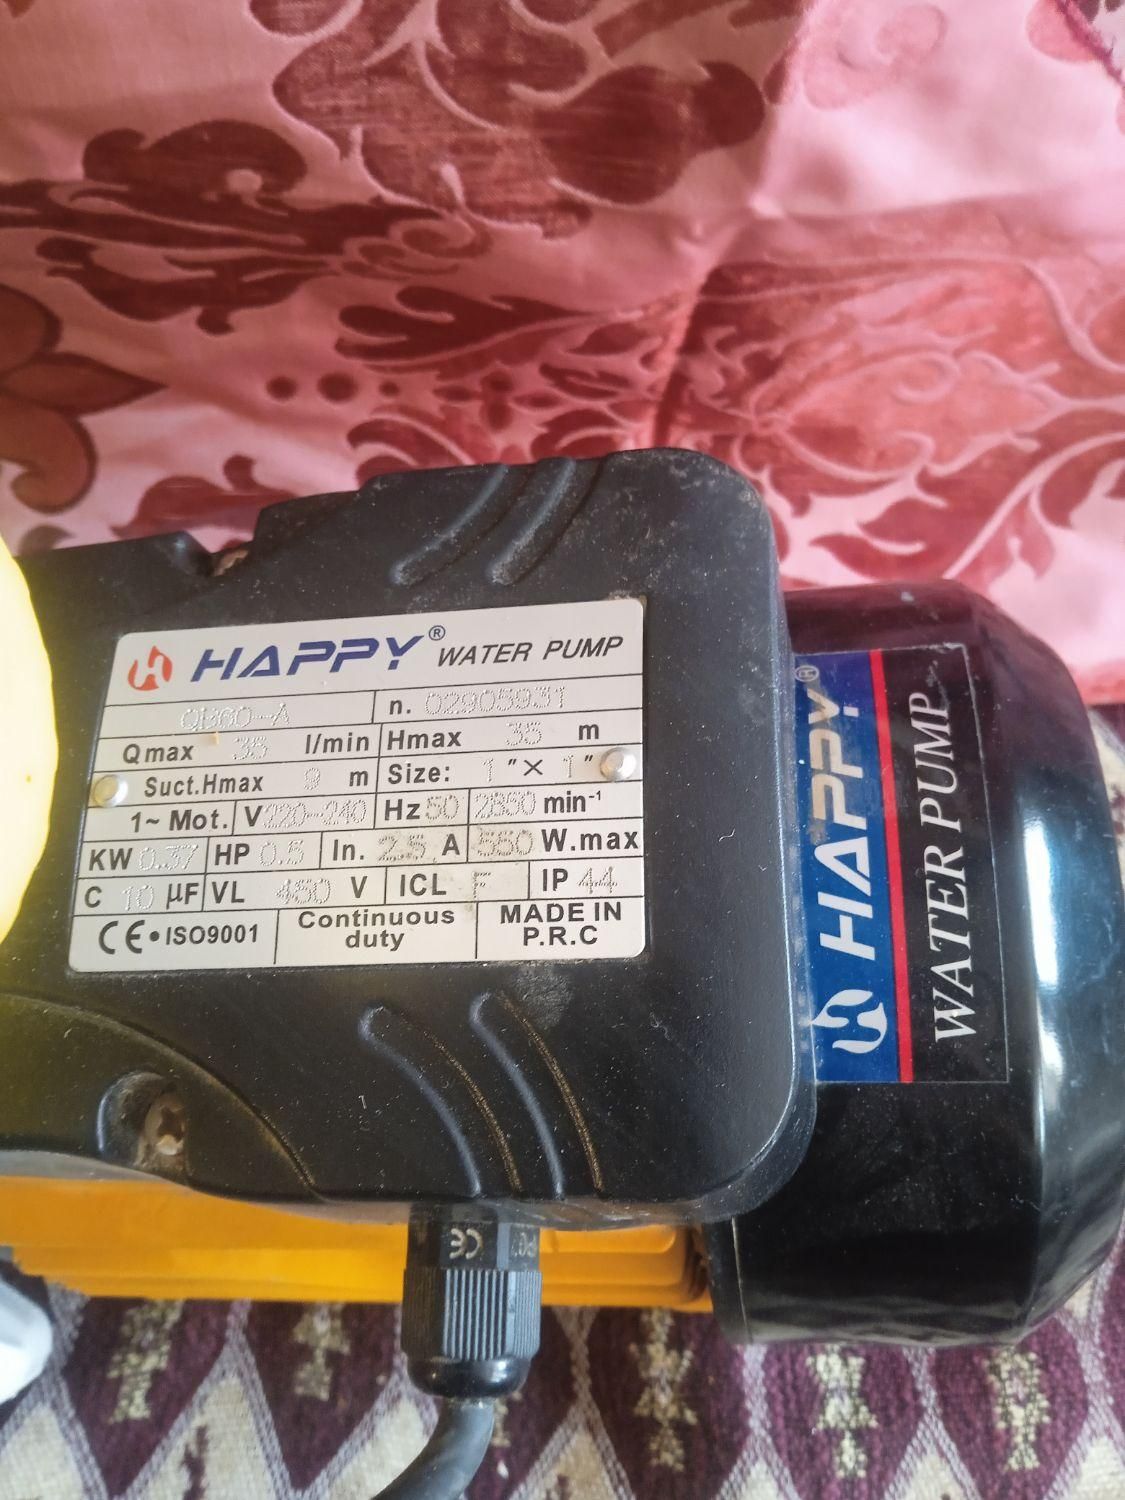 HAPPY® WATER PUMP
QB60-A n. 02905931
Qmax 35 l/min Hmax 35 m
Suct.Hmax 9 m Size: 1" × 1"
1~ Mot. V220-240 Hz 50 2850 min-1
KW 0.37 HP 0.5 In. 2.5 A 550 W.max
C 10 µF VL 450 V ICL F IP 44
CE • ISO9001 Continuous duty MADE IN P.R.C
HAPPY®
WATER PUMP
CE